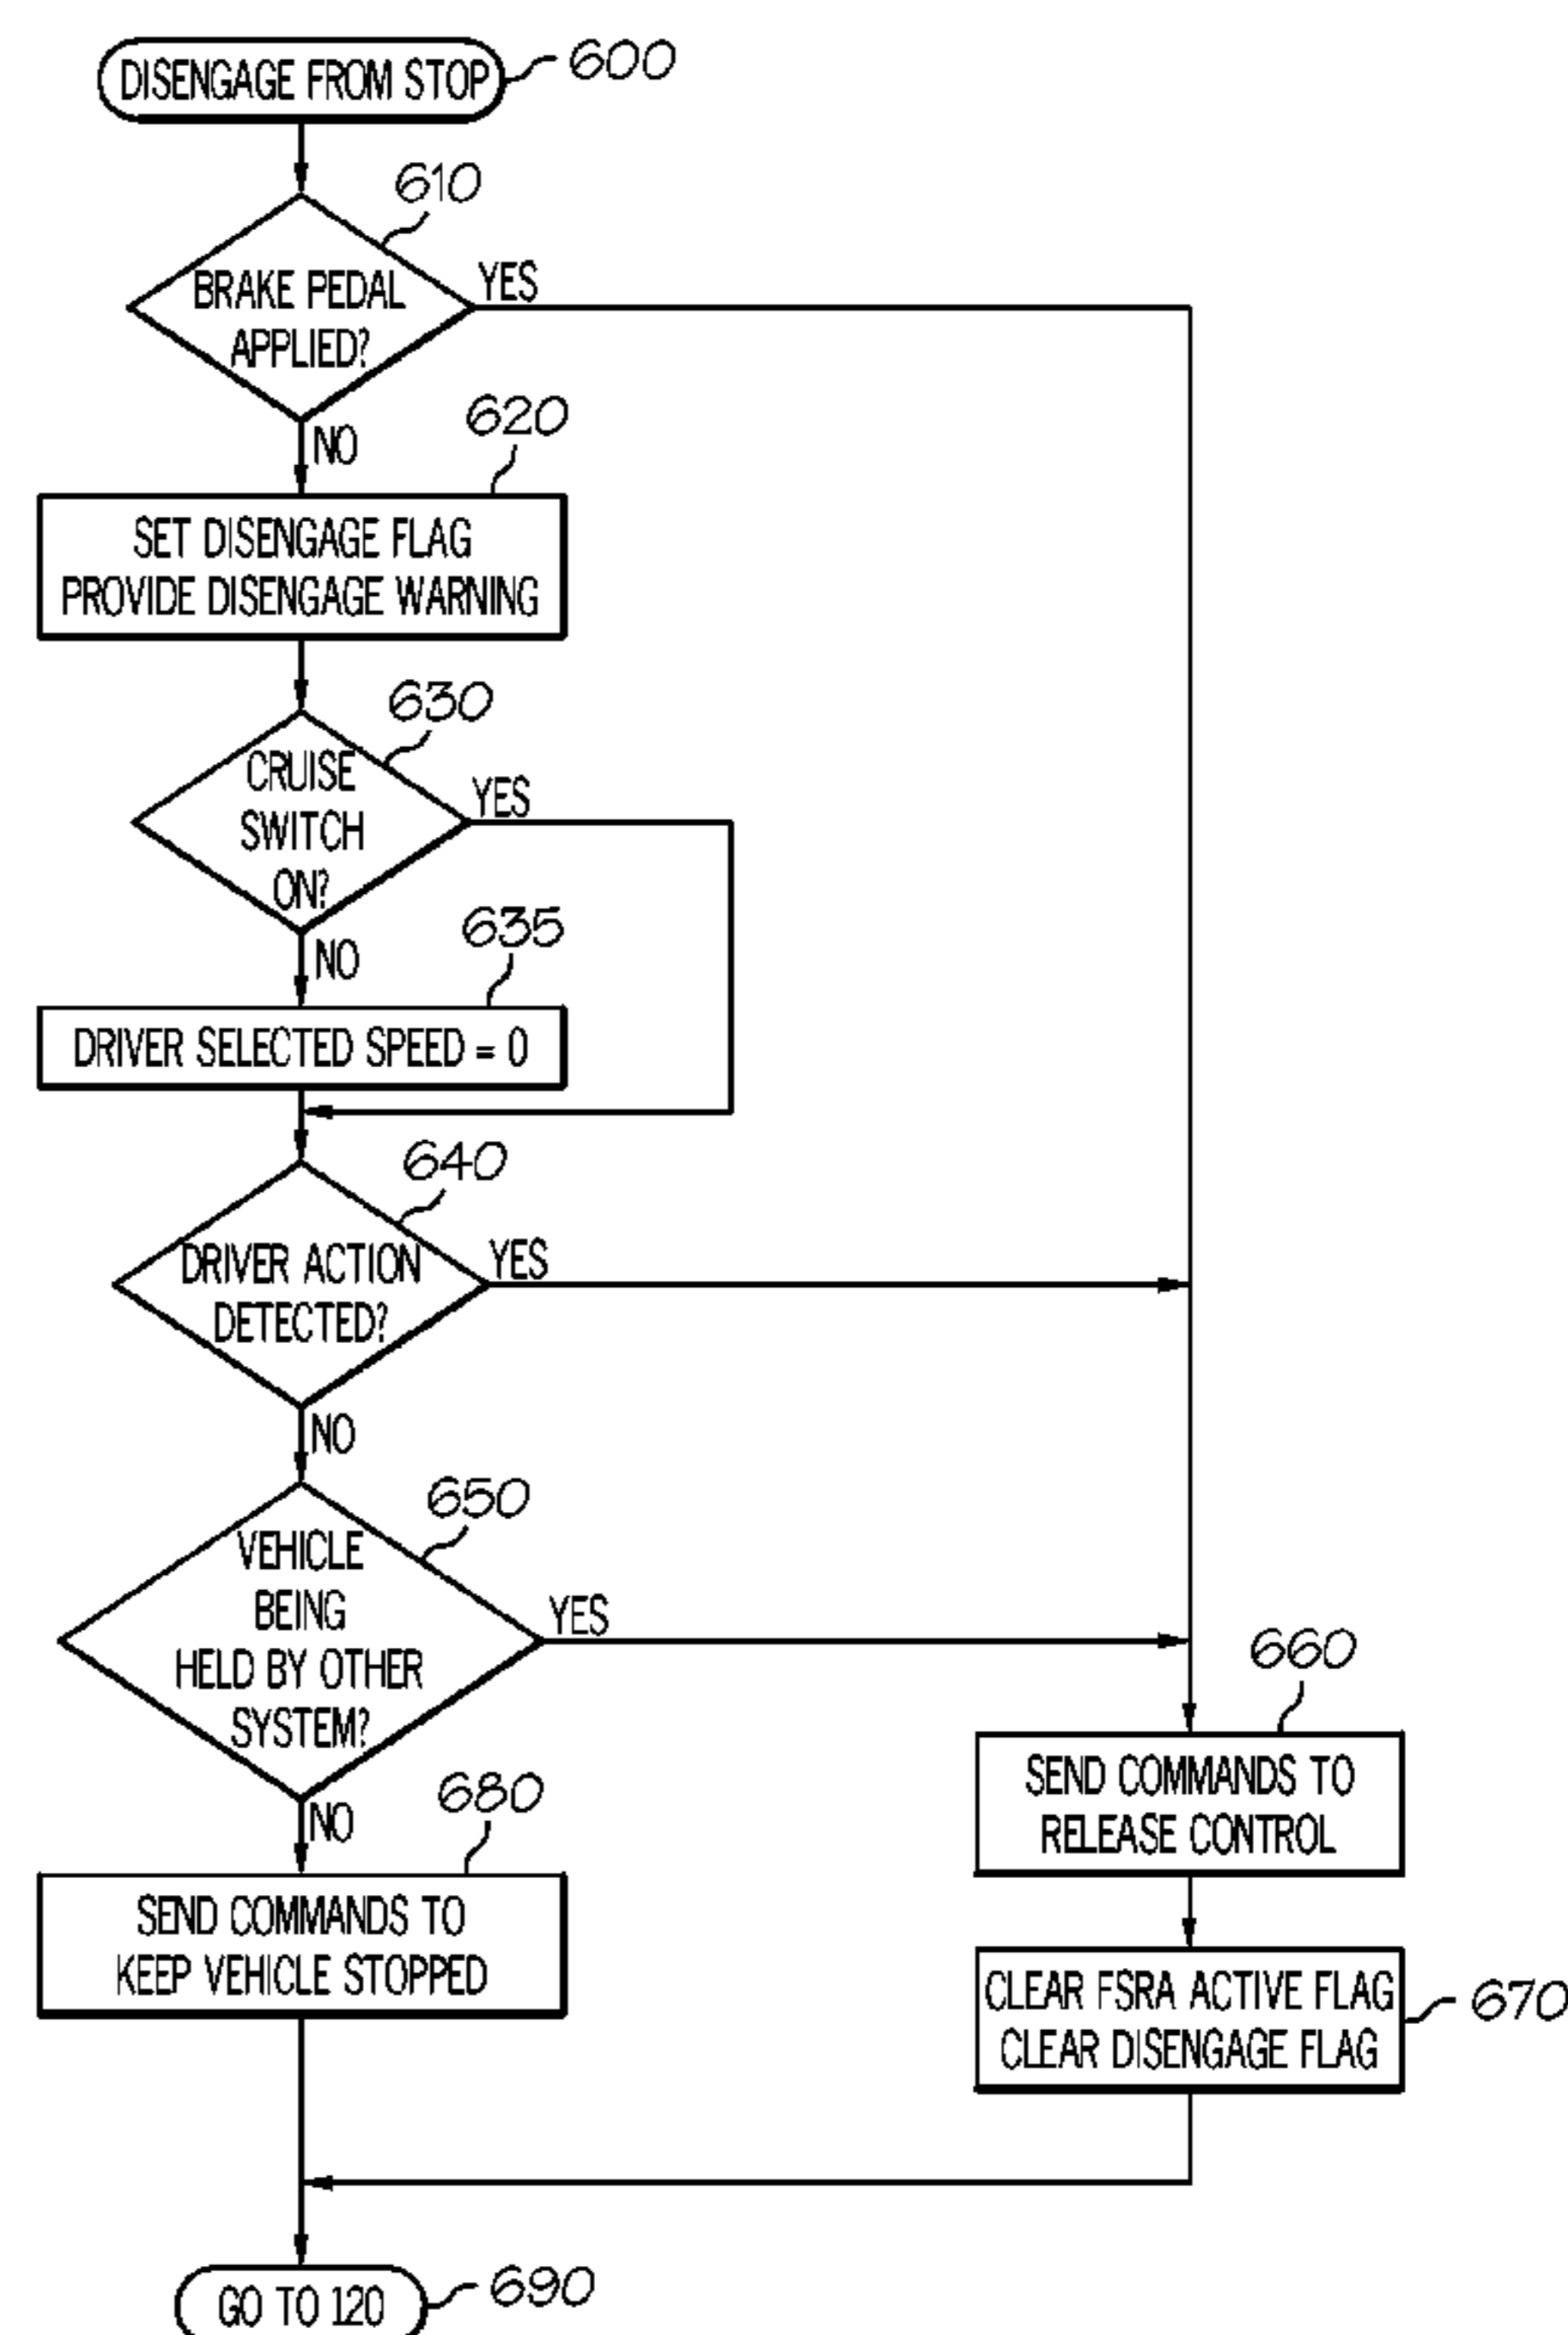 DISENGAGE FROM STOP
600
610
BRAKE PEDAL
APPLIED?
YES
NO
620
SET DISENGAGE FLAG
PROVIDE DISENGAGE WARNING
630
CRUISE
SWITCH
ON?
YES
NO
635
DRIVER SELECTED SPEED = 0
640
DRIVER ACTION
DETECTED?
YES
NO
650
VEHICLE
BEING
HELD BY OTHER
SYSTEM?
YES
NO
660
SEND COMMANDS TO
RELEASE CONTROL
680
SEND COMMANDS TO
KEEP VEHICLE STOPPED
CLEAR FSRA ACTIVE FLAG
CLEAR DISENGAGE FLAG
670
GO TO 120
690